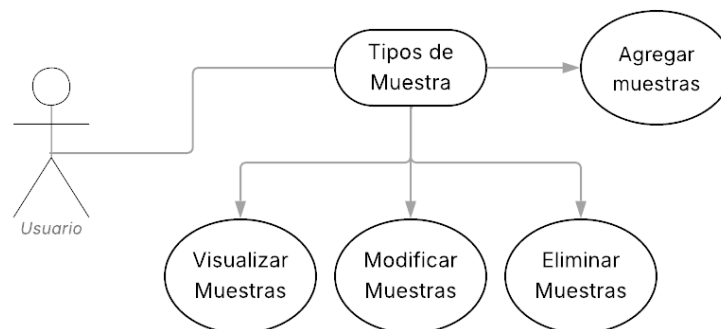 Tipos de
Muestra
Agregar
muestras
Usuario
Visualizar
Muestras
Modificar
Muestras
Eliminar
Muestras